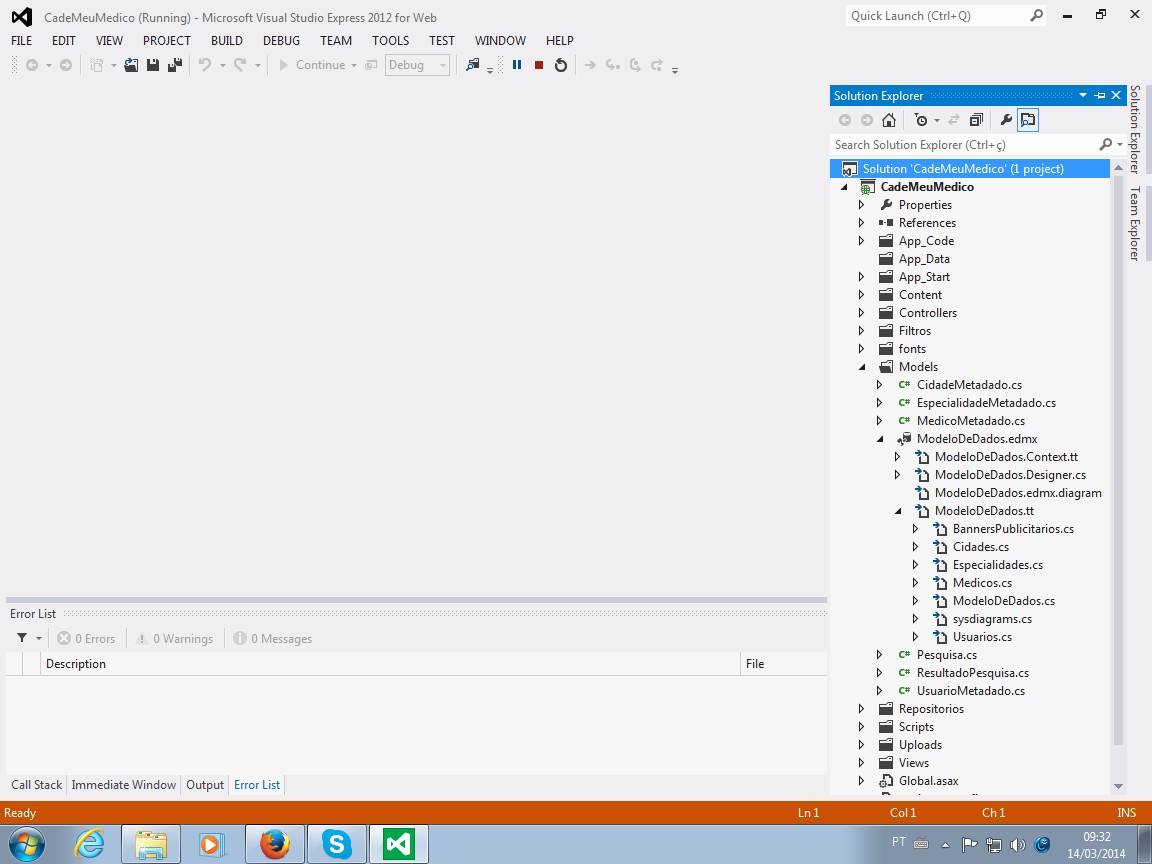 CadeMeuMedico (Running) - Microsoft Visual Studio Express 2012 for Web
Quick Launch (Ctrl+Q)
FILE EDIT VIEW PROJECT BUILD DEBUG TEAM TOOLS TEST WINDOW HELP
Continue Debug
Solution Explorer
Search Solution Explorer (Ctrl+ç)
Solution 'CadeMeuMedico' (1 project)
CadeMeuMedico
Properties
References
App_Code
App_Data
App_Start
Content
Controllers
Filtros
fonts
Models
CidadeMetadado.cs
EspecialidadeMetadado.cs
MedicoMetadado.cs
ModeloDeDados.edmx
ModeloDeDados.Context.tt
ModeloDeDados.Designer.cs
ModeloDeDados.edmx.diagram
ModeloDeDados.tt
BannersPublicitarios.cs
Cidades.cs
Especialidades.cs
Medicos.cs
ModeloDeDados.cs
sysdiagrams.cs
Usuarios.cs
Pesquisa.cs
ResultadoPesquisa.cs
UsuarioMetadado.cs
Repositorios
Scripts
Uploads
Views
Global.asax
Solution Explorer
Team Explorer
Error List
0 Errors 0 Warnings 0 Messages
Description File
Call Stack Immediate Window Output Error List
Ready Ln 1 Col 1 Ch 1 INS
PT 09:32
14/03/2014